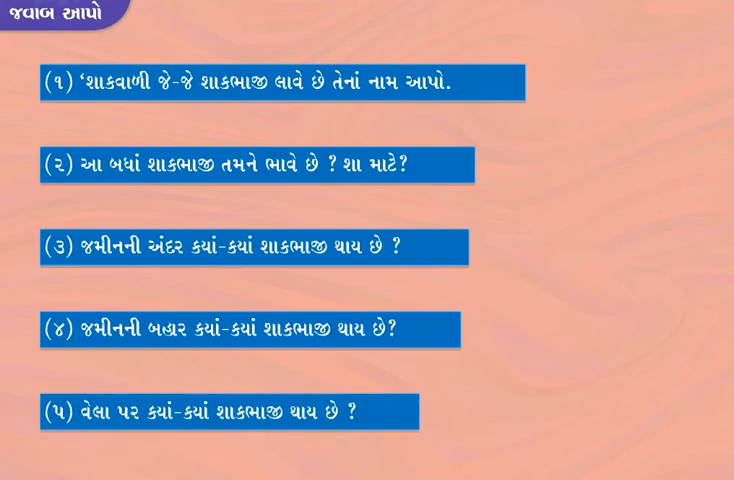 જવાબ આપો
(૧) ‘શાકવાળી જે-જે શાકભાજી લાવે છે તેનાં નામ આપો.
(૨) આ બધાં શાકભાજી તમને ભાવે છે ? શા માટે?
(૩) જમીનની અંદર કયાં-કયાં શાકભાજી થાય છે ?
(૪) જમીનની બહાર કયાં-કયાં શાકભાજી થાય છે?
(૫) વેલા પર કયાં-કયાં શાકભાજી થાય છે ?